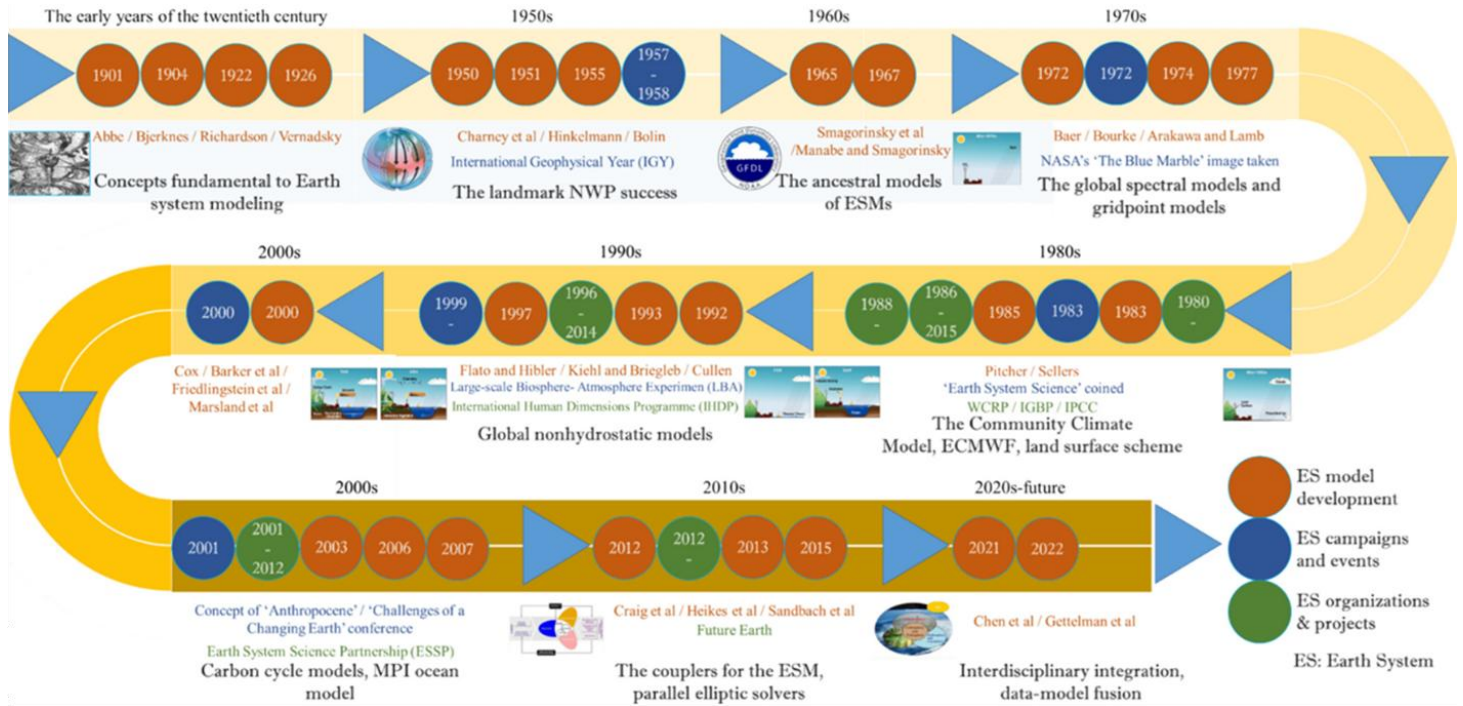 The early years of the twentieth century
1950s
1960s
1970s
1901
1904
1922
1926
1950
1951
1955
1957
-
1958
1965
1967
1972
1972
1974
1977
Abbe / Bjerknes / Richardson / Vernadsky
Concepts fundamental to Earth
system modeling
Charney et al / Hinkelmann / Bolin
International Geophysical Year (IGY)
The landmark NWP success
GFDL
NOAA
Smagorinsky et al
/Manabe and Smagorinsky
The ancestral models
of ESMs
Baer / Bourke / Arakawa and Lamb
NASA's 'The Blue Marble' image taken
The global spectral models and
gridpoint models
2000s
1990s
1980s
2000
2000
1999
-
1997
1996
-
2014
1993
1992
1988
-
1986
-
2015
1985
1983
1983
1980
-
Cox / Barker et al /
Friedlingstein et al /
Marsland et al
Flato and Hibler / Kiehl and Briegleb / Cullen
Large-scale Biosphere- Atmosphere Experimen (LBA)
International Human Dimensions Programme (IHDP)
Global nonhydrostatic models
Pitcher / Sellers
'Earth System Science' coined
WCRP / IGBP / IPCC
The Community Climate
Model, ECMWF, land surface scheme
2000s
2010s
2020s-future
2001
2001
-
2012
2003
2006
2007
2012
2012
-
2013
2015
2021
2022
Concept of 'Anthropocene' / 'Challenges of a
Changing Earth' conference
Earth System Science Partnership (ESSP)
Carbon cycle models, MPI ocean
model
Craig et al / Heikes et al / Sandbach et al
Future Earth
The couplers for the ESM,
parallel elliptic solvers
Chen et al / Gettelman et al
Interdisciplinary integration,
data-model fusion
ES model
development
ES campaigns
and events
ES organizations
& projects
ES: Earth System